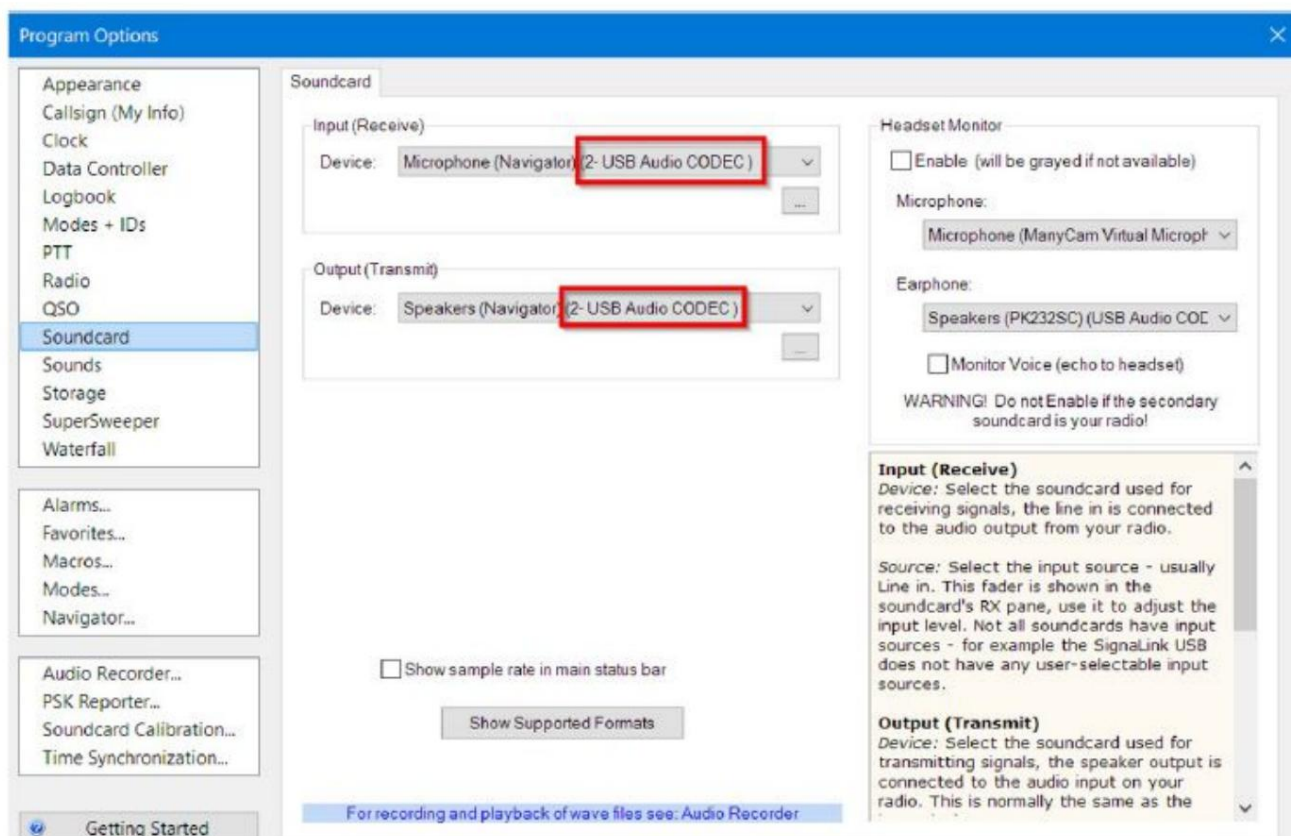 Program Options
Appearance
Callsign (My Info)
Clock
Data Controller
Logbook
Modes + IDs
PTT
Radio
QSO
Soundcard
Sounds
Storage
SuperSweeper
Waterfall
Alarms...
Favorites...
Macros...
Modes...
Navigator...
Audio Recorder...
PSK Reporter...
Soundcard Calibration...
Time Synchronization...
Getting Started
Soundcard
Input (Receive)
Device: Microphone (Navigator) (2- USB Audio CODEC )
...
Output (Transmit)
Device: Speakers (Navigator) (2- USB Audio CODEC )
...
Show sample rate in main status bar
Show Supported Formats
For recording and playback of wave files see: Audio Recorder
Headset Monitor
Enable (will be grayed if not available)
Microphone:
Microphone (ManyCam Virtual Microph
Earphone:
Speakers (PK232SC) (USB Audio COD
Monitor Voice (echo to headset)
WARNING! Do not Enable if the secondary
soundcard is your radio!
Input (Receive)
Device: Select the soundcard used for
receiving signals, the line in is connected
to the audio output from your radio.
Source: Select the input source - usually
Line in. This fader is shown in the
soundcard's RX pane, use it to adjust the
input level. Not all soundcards have input
sources - for example the SignaLink USB
does not have any user-selectable input
sources.
Output (Transmit)
Device: Select the soundcard used for
transmitting signals, the speaker output is
connected to the audio input on your
radio. This is normally the same as the